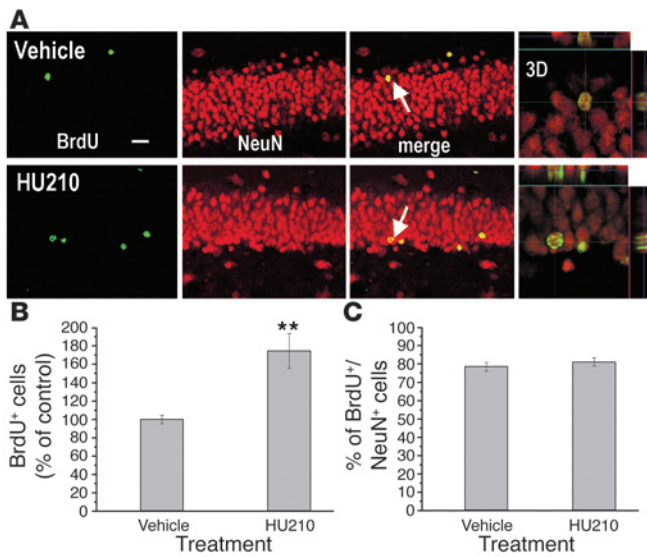 A
Vehicle
BrdU
NeuN
merge
3D
HU210
B
BrdU⁺ cells
(% of control)
200
180
160
140
120
100
80
60
40
20
0
**
Vehicle
HU210
Treatment
C
% of BrdU⁺/
NeuN⁺ cells
100
90
80
70
60
50
40
30
20
10
0
Vehicle
HU210
Treatment